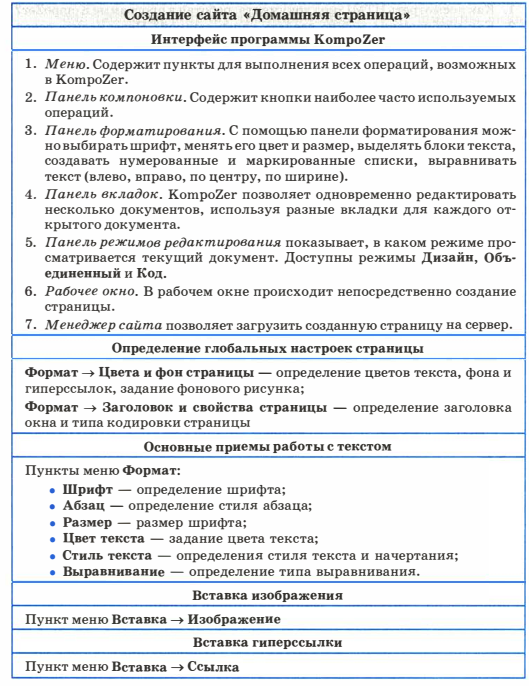 Создание сайта «Домашняя страница»
Интерфейс программы KompoZer
1. Меню. Содержит пункты для выполнения всех операций, возможных
в KompoZer.
2. Панель компоновки. Содержит кнопки наиболее часто используемых
операций.
3. Панель форматирования. С помощью панели форматирования мож-
но выбирать шрифт, менять его цвет и размер, выделять блоки текста,
создавать нумерованные и маркированные списки, выравнивать
текст (влево, вправо, по центру, по ширине).
4. Панель вкладок. KompoZer позволяет одновременно редактировать
несколько документов, используя разные вкладки для каждого от-
крытого документа.
5. Панель режимов редактирования показывает, в каком режиме про-
сматривается текущий документ. Доступны режимы Дизайн, Объ-
единенный и Код.
6. Рабочее окно. В рабочем окне происходит непосредственно создание
страницы.
7. Менеджер сайта позволяет загрузить созданную страницу на сервер.
Определение глобальных настроек страницы
Формат → Цвета и фон страницы — определение цветов текста, фона и
гиперссылок, задание фонового рисунка;
Формат → Заголовок и свойства страницы — определение заголовка
окна и типа кодировки страницы
Основные приемы работы с текстом
Пункты меню Формат:
• Шрифт — определение шрифта;
• Абзац — определение стиля абзаца;
• Размер — размер шрифта;
• Цвет текста — задание цвета текста;
• Стиль текста — определения стиля текста и начертания;
• Выравнивание — определение типа выравнивания.
Вставка изображения
Пункт меню Вставка → Изображение
Вставка гиперссылки
Пункт меню Вставка → Ссылка